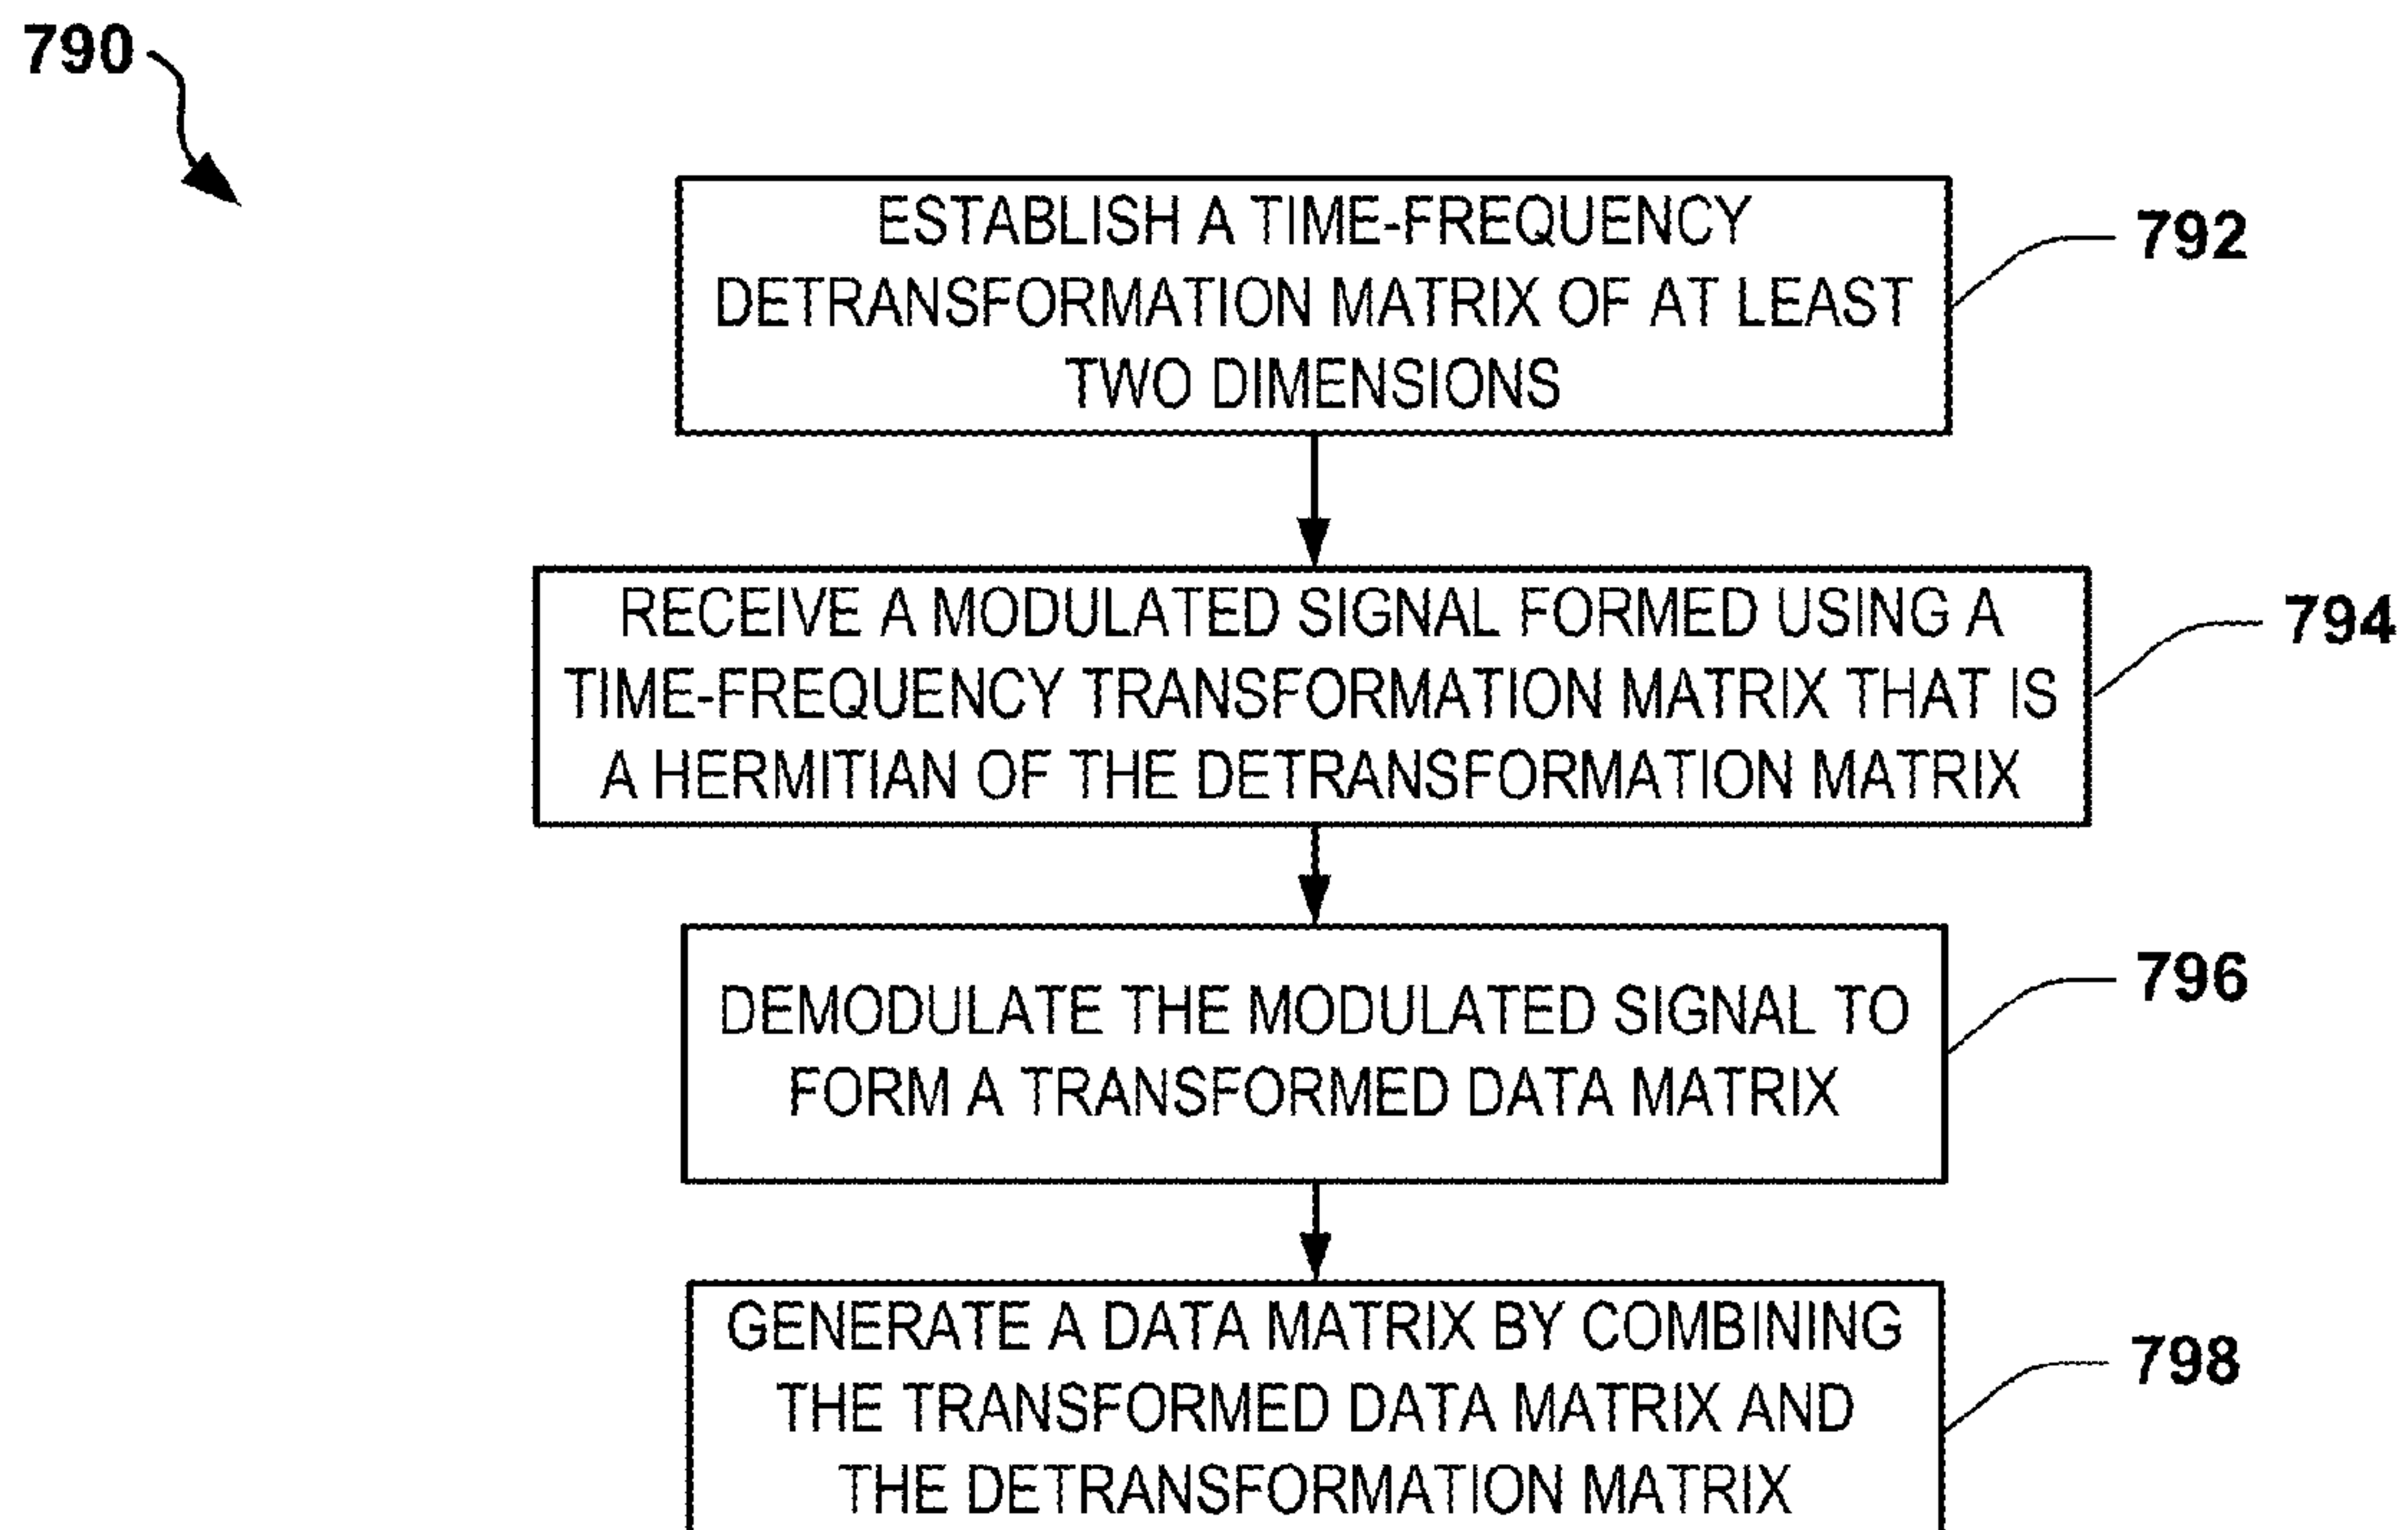 790
ESTABLISH A TIME-FREQUENCY
DETRANSFORMATION MATRIX OF AT LEAST
TWO DIMENSIONS
792
RECEIVE A MODULATED SIGNAL FORMED USING A
TIME-FREQUENCY TRANSFORMATION MATRIX THAT IS
A HERMITIAN OF THE DETRANSFORMATION MATRIX
794
DEMODULATE THE MODULATED SIGNAL TO
FORM A TRANSFORMED DATA MATRIX
796
GENERATE A DATA MATRIX BY COMBINING
THE TRANSFORMED DATA MATRIX AND
THE DETRANSFORMATION MATRIX
798